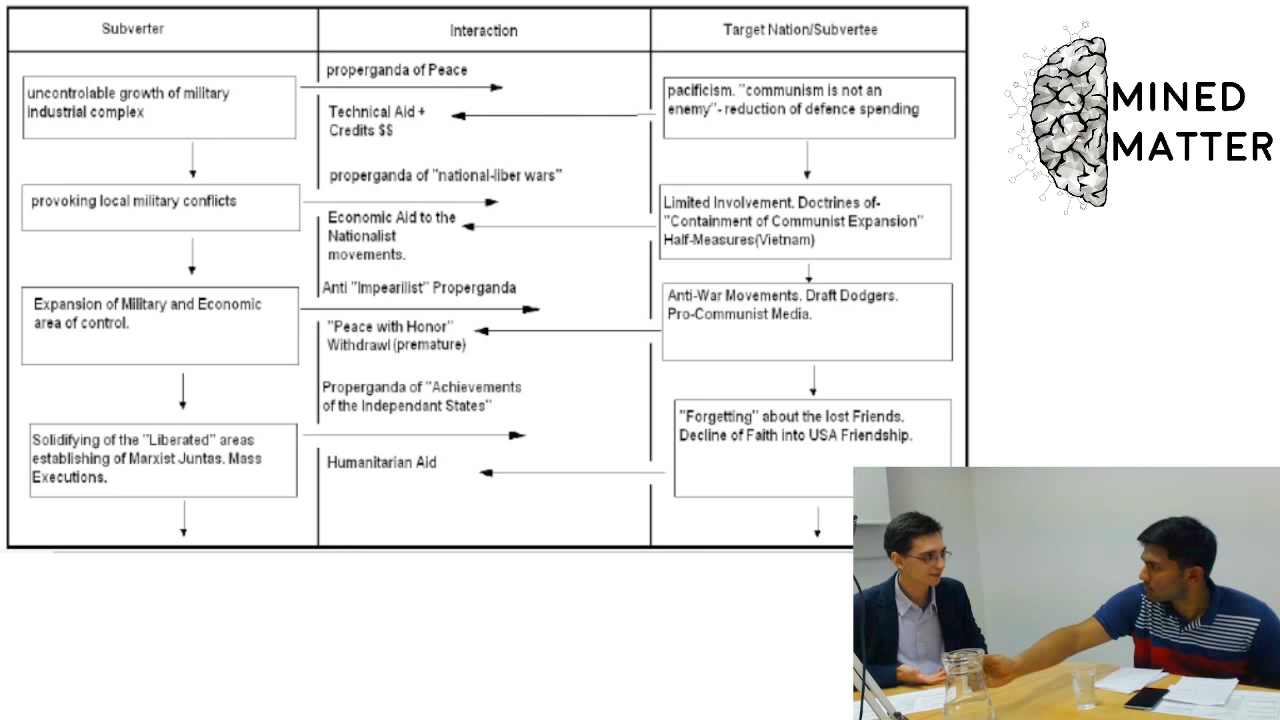 Subverter
Interaction
Target Nation/Subvertee
uncontrolable growth of military
industrial complex
properganda of Peace
Technical Aid +
Credits $$
pacificism. "communism is not an
enemy"- reduction of defence spending
provoking local military conflicts
properganda of "national-liber wars"
Economic Aid to the
Nationalist
movements.
Limited Involvement. Doctrines of-
"Containment of Communist Expansion"
Half-Measures(Vietnam)
Expansion of Military and Economic
area of control.
Anti "Impearilist" Properganda
"Peace with Honor"
Withdrawl (premature)
Anti-War Movements. Draft Dodgers.
Pro-Communist Media.
Properganda of "Achievements
of the Independant States"
Solidifying of the "Liberated" areas
establishing of Marxist Juntas. Mass
Executions.
Humanitarian Aid
"Forgetting" about the lost Friends.
Decline of Faith into USA Friendship.
MINED
MATTER